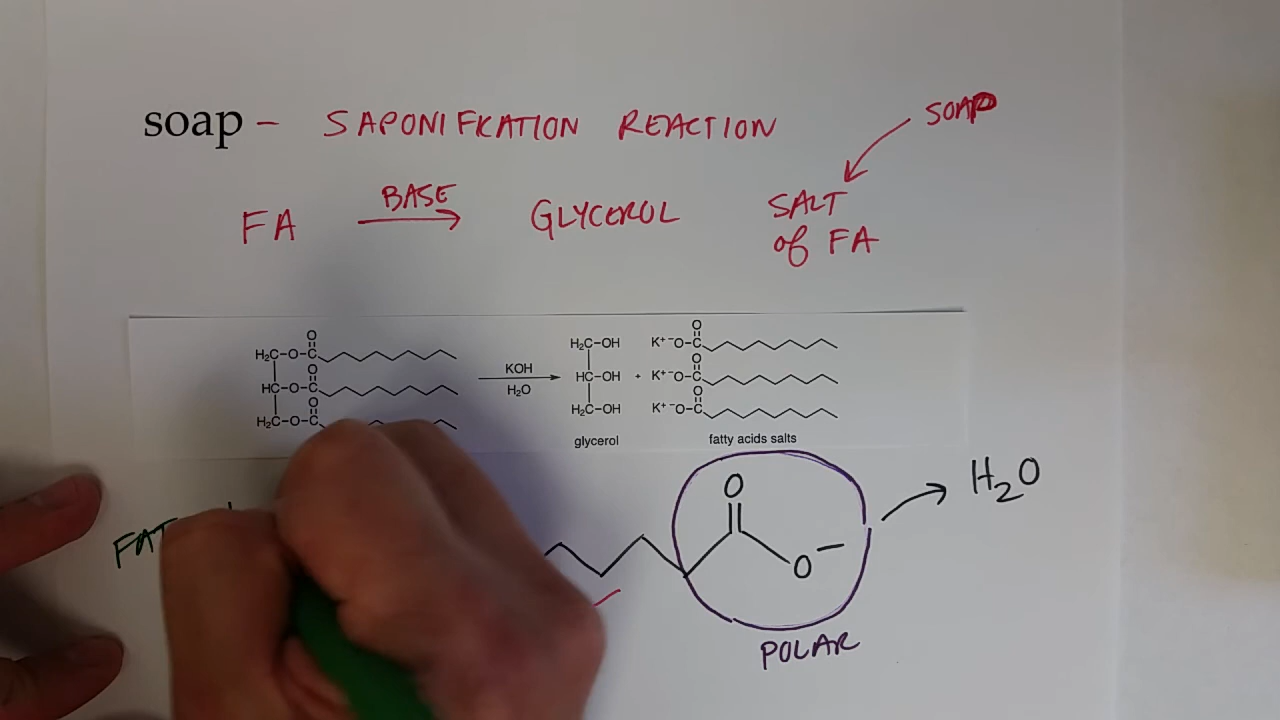 soap - SAPONIFICATION REACTION
SOAP
FA BASE GLYCEROL SALT
of FA
H₂C-O-C O
HC-O-C O
H₂C-O-C O
KOH
H₂O
H₂C-OH
HC-OH
H₂C-OH
+
K⁺ ⁻O-C O
K⁺ ⁻O-C O
K⁺ ⁻O-C O
glycerol
fatty acids salts
O
O −
H₂O
FAT
POLAR